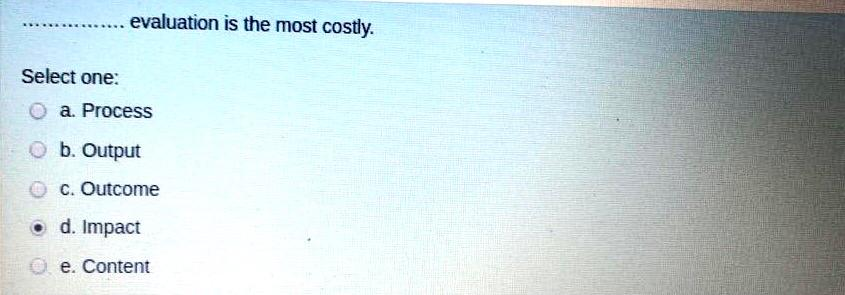 ................ evaluation is the most costly.
Select one:
a. Process
b. Output
c. Outcome
d. Impact
e. Content